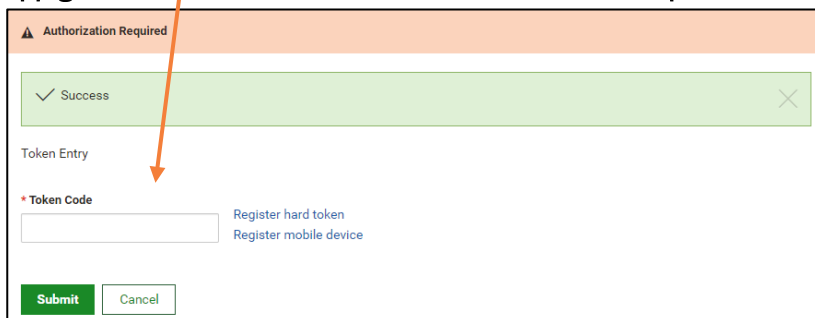 Authorization Required
Success
Token Entry
* Token Code
Register hard token
Register mobile device
Submit
Cancel